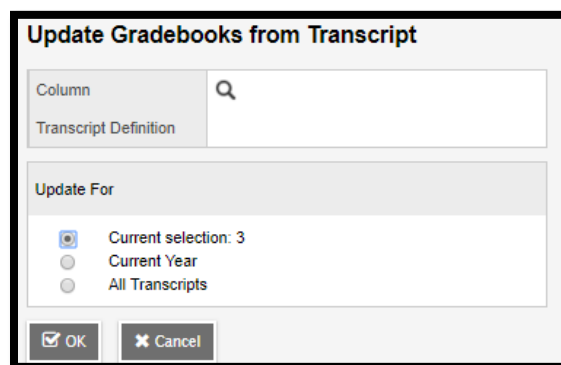 Update Gradebooks from Transcript
Column
Transcript Definition
Update For
Current selection: 3
Current Year
All Transcripts
OK Cancel